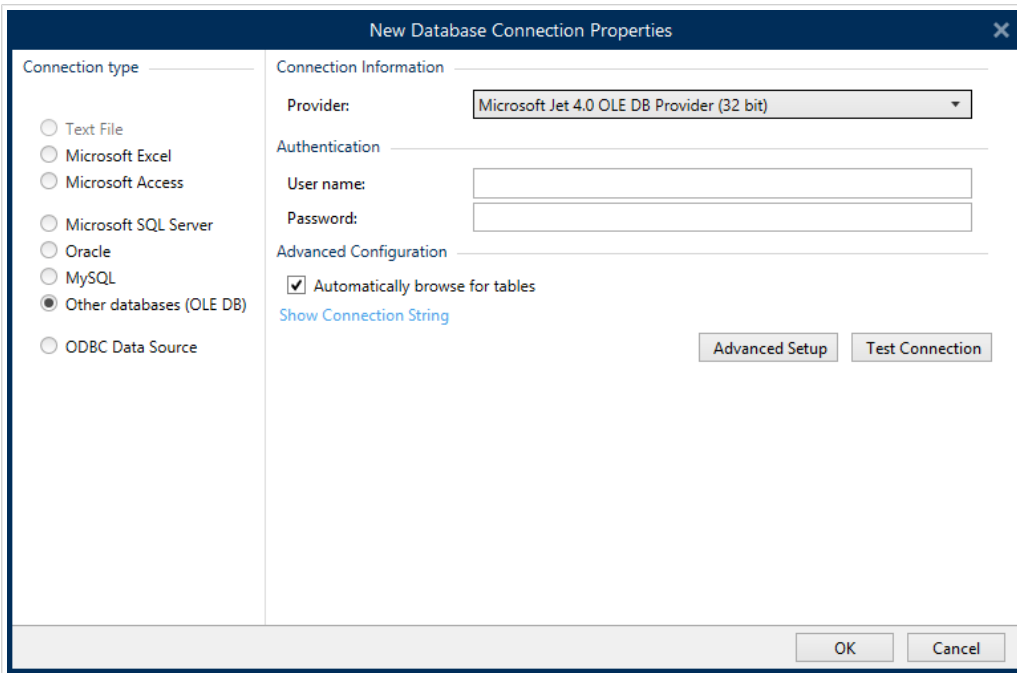 New Database Connection Properties
Connection type
Text File
Microsoft Excel
Microsoft Access
Microsoft SQL Server
Oracle
MySQL
Other databases (OLE DB)
ODBC Data Source
Connection Information
Provider: Microsoft Jet 4.0 OLE DB Provider (32 bit)
Authentication
User name:
Password:
Advanced Configuration
Automatically browse for tables
Show Connection String
Advanced Setup Test Connection
OK Cancel